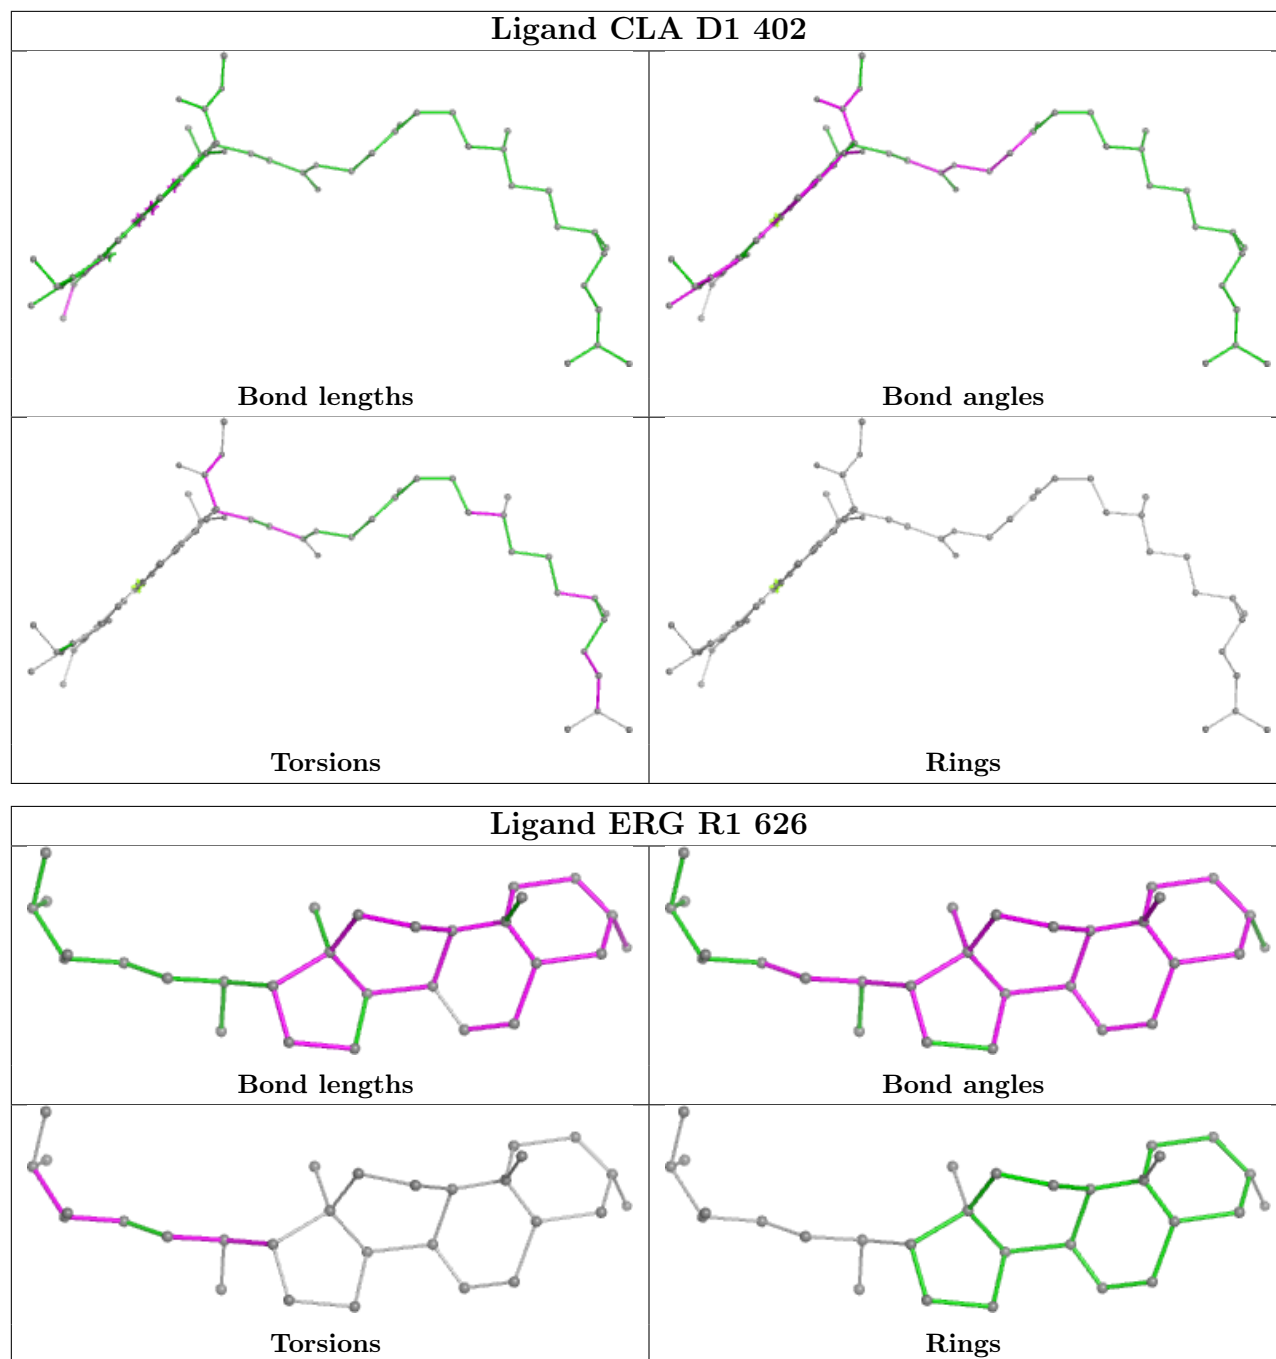 Ligand CLA D1 402
Bond lengths
Bond angles
Torsions
Rings
Ligand ERG R1 626
Bond lengths
Bond angles
Torsions
Rings